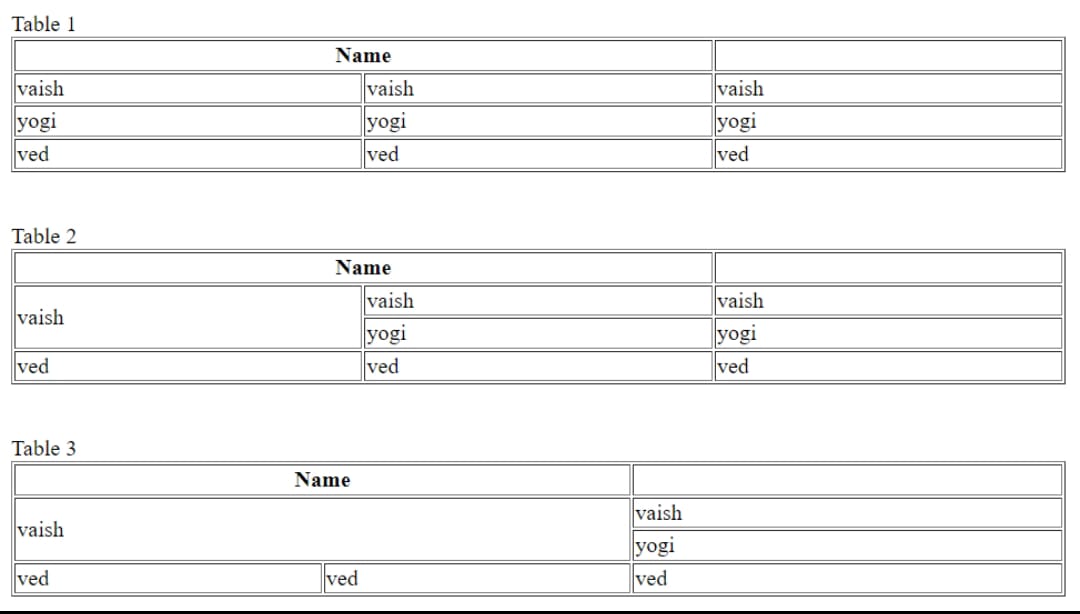 Table 1
Name
vaish vaish vaish
yogi yogi yogi
ved ved ved
Table 2
Name
vaish vaish vaish
yogi yogi
ved ved ved
Table 3
Name
vaish vaish
yogi
ved ved ved